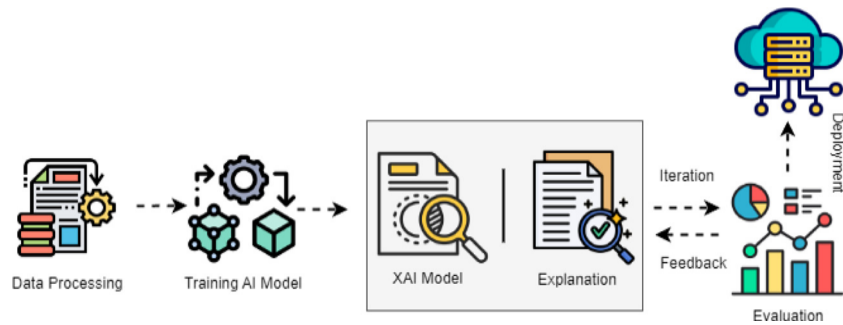 Data Processing
Training AI Model
XAI Model
Explanation
Iteration
Feedback
Deployment
Evaluation